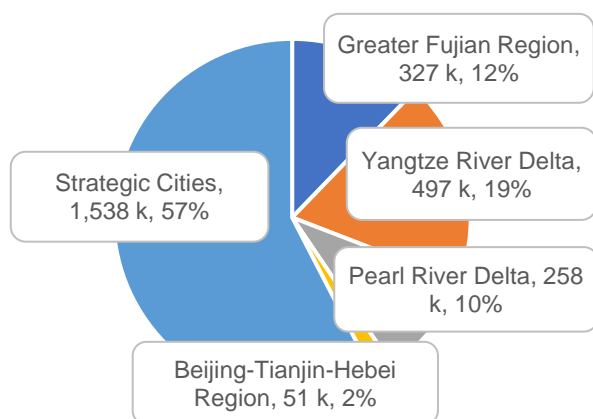 Greater Fujian Region,
327 k, 12%
Yangtze River Delta,
497 k, 19%
Strategic Cities,
1,538 k, 57%
Pearl River Delta, 258
k, 10%
Beijing-Tianjin-Hebei
Region, 51 k, 2%